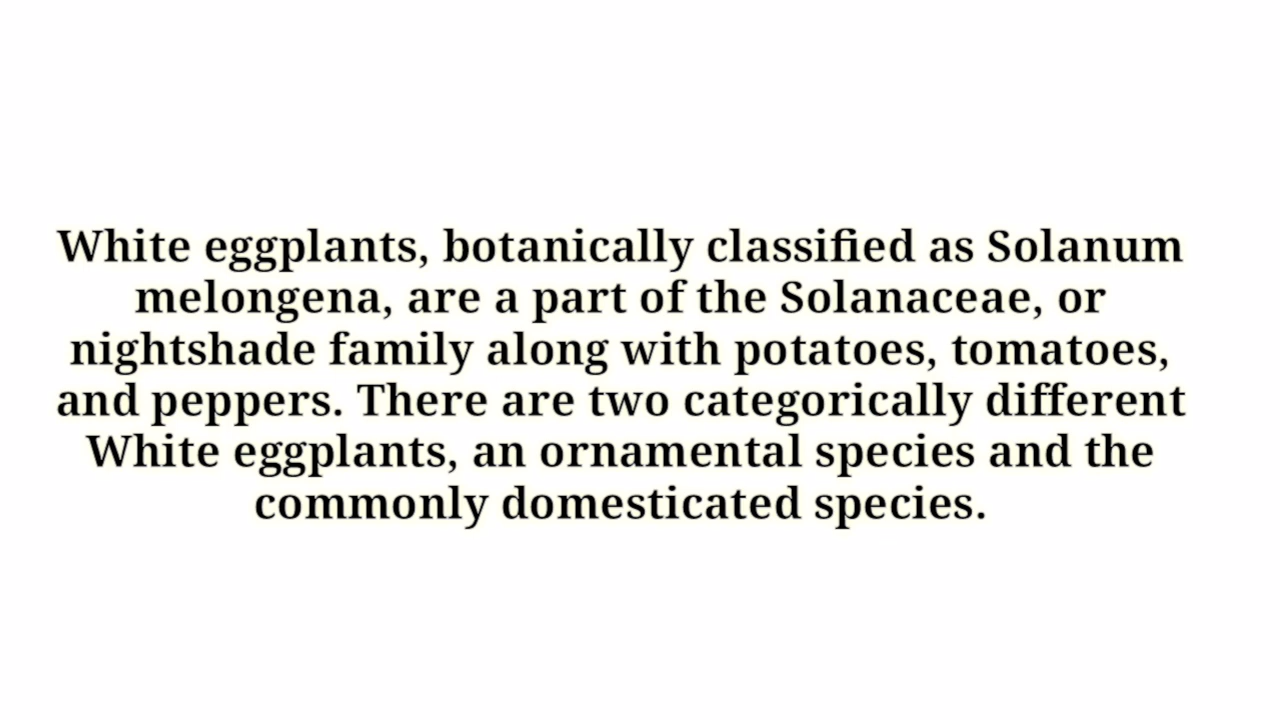 White eggplants, botanically classified as Solanum
melongena, are a part of the Solanaceae, or
nightshade family along with potatoes, tomatoes,
and peppers. There are two categorically different
White eggplants, an ornamental species and the
commonly domesticated species.